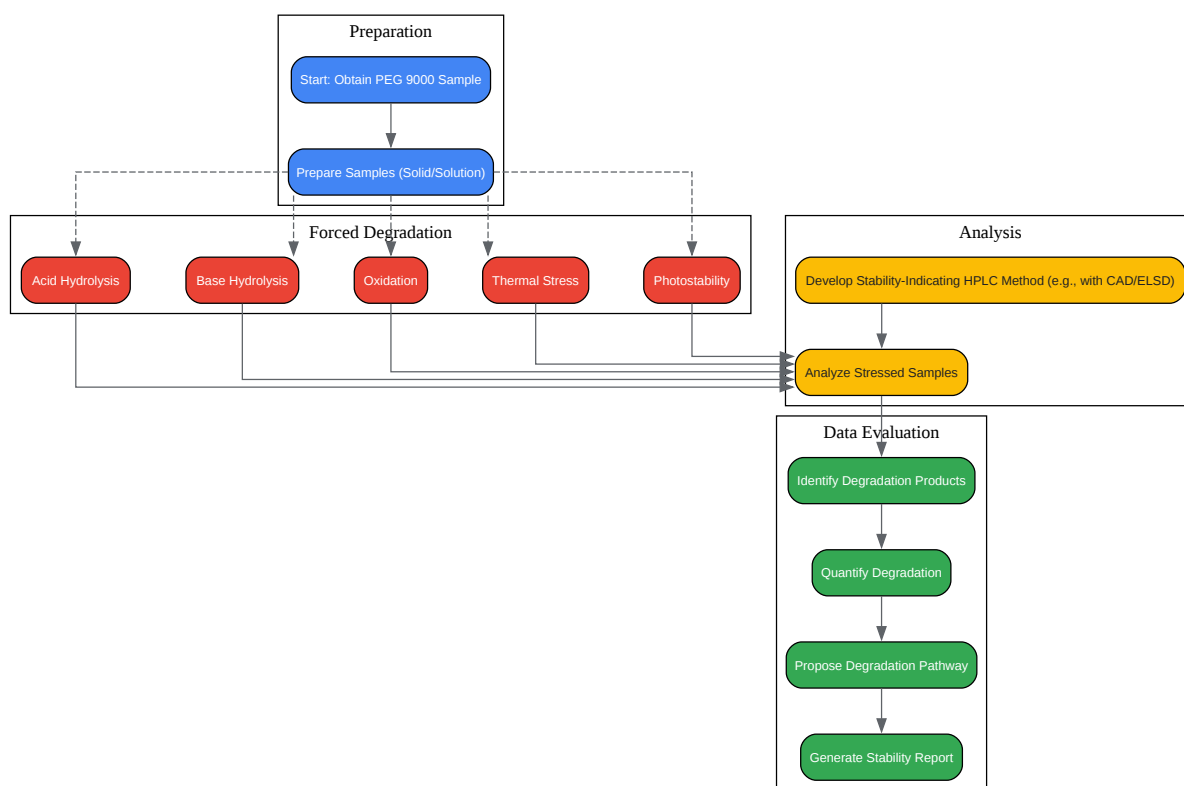 Preparation
Start: Obtain PEG 9000 Sample
Prepare Samples (Solid/Solution)
Forced Degradation
Acid Hydrolysis
Base Hydrolysis
Oxidation
Thermal Stress
Photostability
Analysis
Develop Stability-Indicating HPLC Method (e.g., with CAD/ELSD)
Analyze Stressed Samples
Data Evaluation
Identify Degradation Products
Quantify Degradation
Propose Degradation Pathway
Generate Stability Report